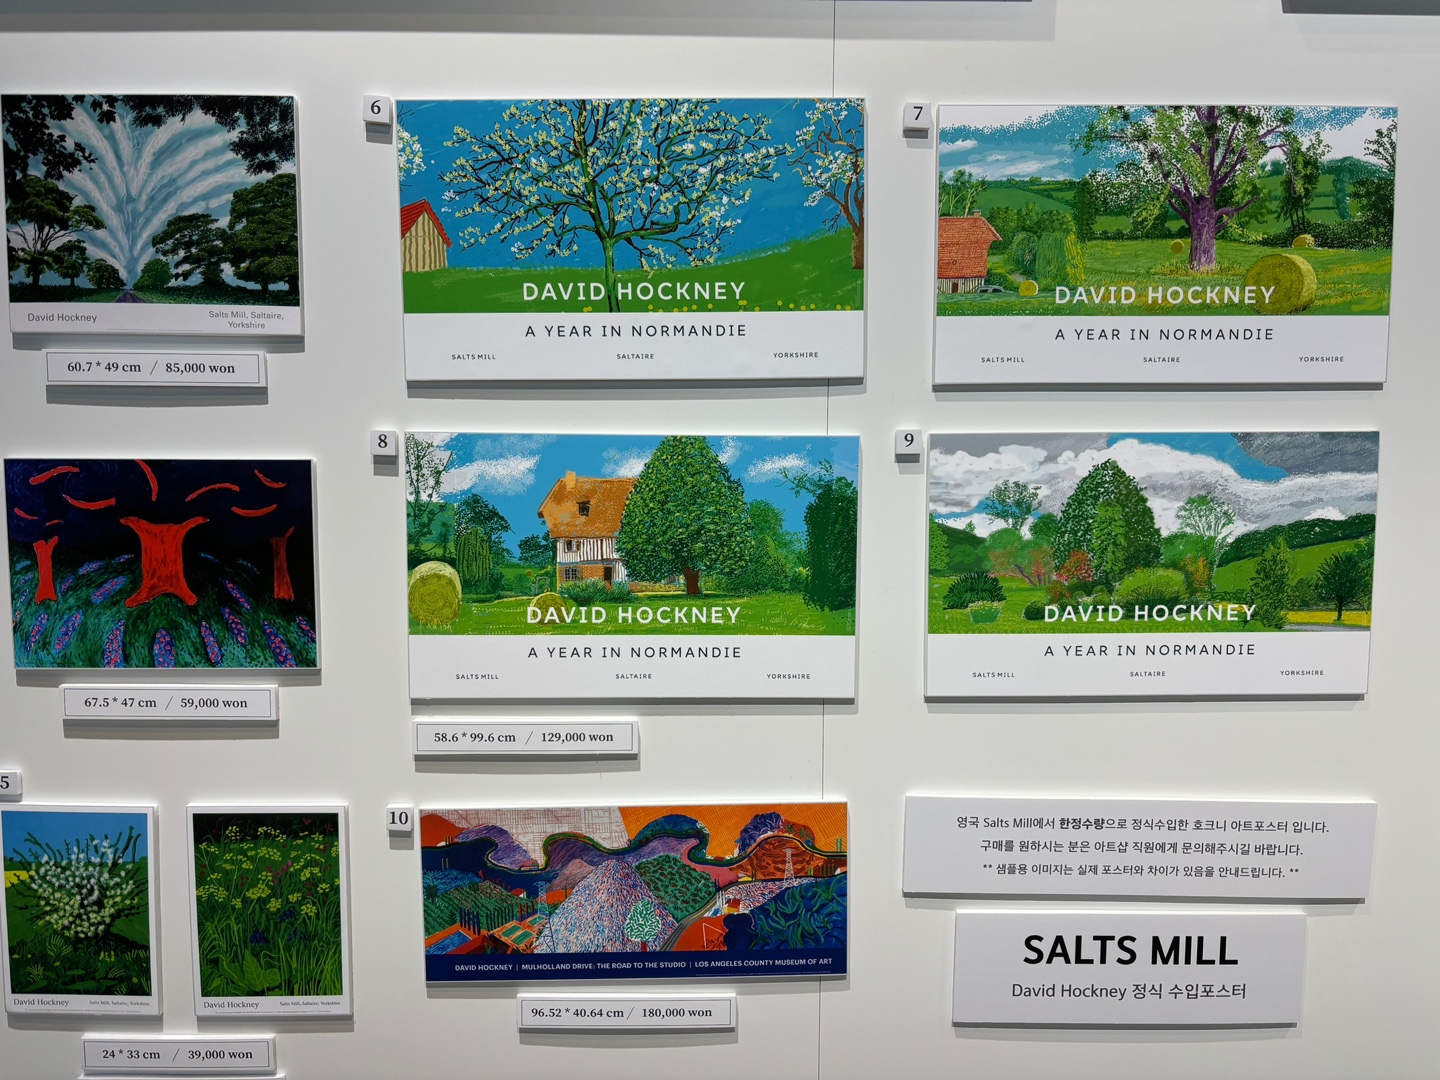 David Hockney
Salts Mill, Saltaire,
Yorkshire
60.7 * 49 cm / 85,000 won
6
DAVID HOCKNEY
A YEAR IN NORMANDIE
SALTS MILL SALTAIRE YORKSHIRE
7
DAVID HOCKNEY
A YEAR IN NORMANDIE
SALTS MILL SALTAIRE YORKSHIRE
67.5 * 47 cm / 59,000 won
8
DAVID HOCKNEY
A YEAR IN NORMANDIE
SALTS MILL SALTAIRE YORKSHIRE
58.6 * 99.6 cm / 129,000 won
9
DAVID HOCKNEY
A YEAR IN NORMANDIE
SALTS MILL SALTAIRE YORKSHIRE
5
David Hockney Salts Mill, Saltaire, Yorkshire
David Hockney Salts Mill, Saltaire, Yorkshire
24 * 33 cm / 39,000 won
10
DAVID HOCKNEY | MULHOLLAND DRIVE: THE ROAD TO THE STUDIO | LOS ANGELES COUNTY MUSEUM OF ART
96.52 * 40.64 cm / 180,000 won
영국 Salts Mill에서 한정수량으로 정식수입한 호크니 아트포스터 입니다.
구매를 원하시는 분은 아트샵 직원에게 문의해주시길 바랍니다.
** 샘플용 이미지는 실제 포스터와 차이가 있음을 안내드립니다. **
SALTS MILL
David Hockney 정식 수입포스터